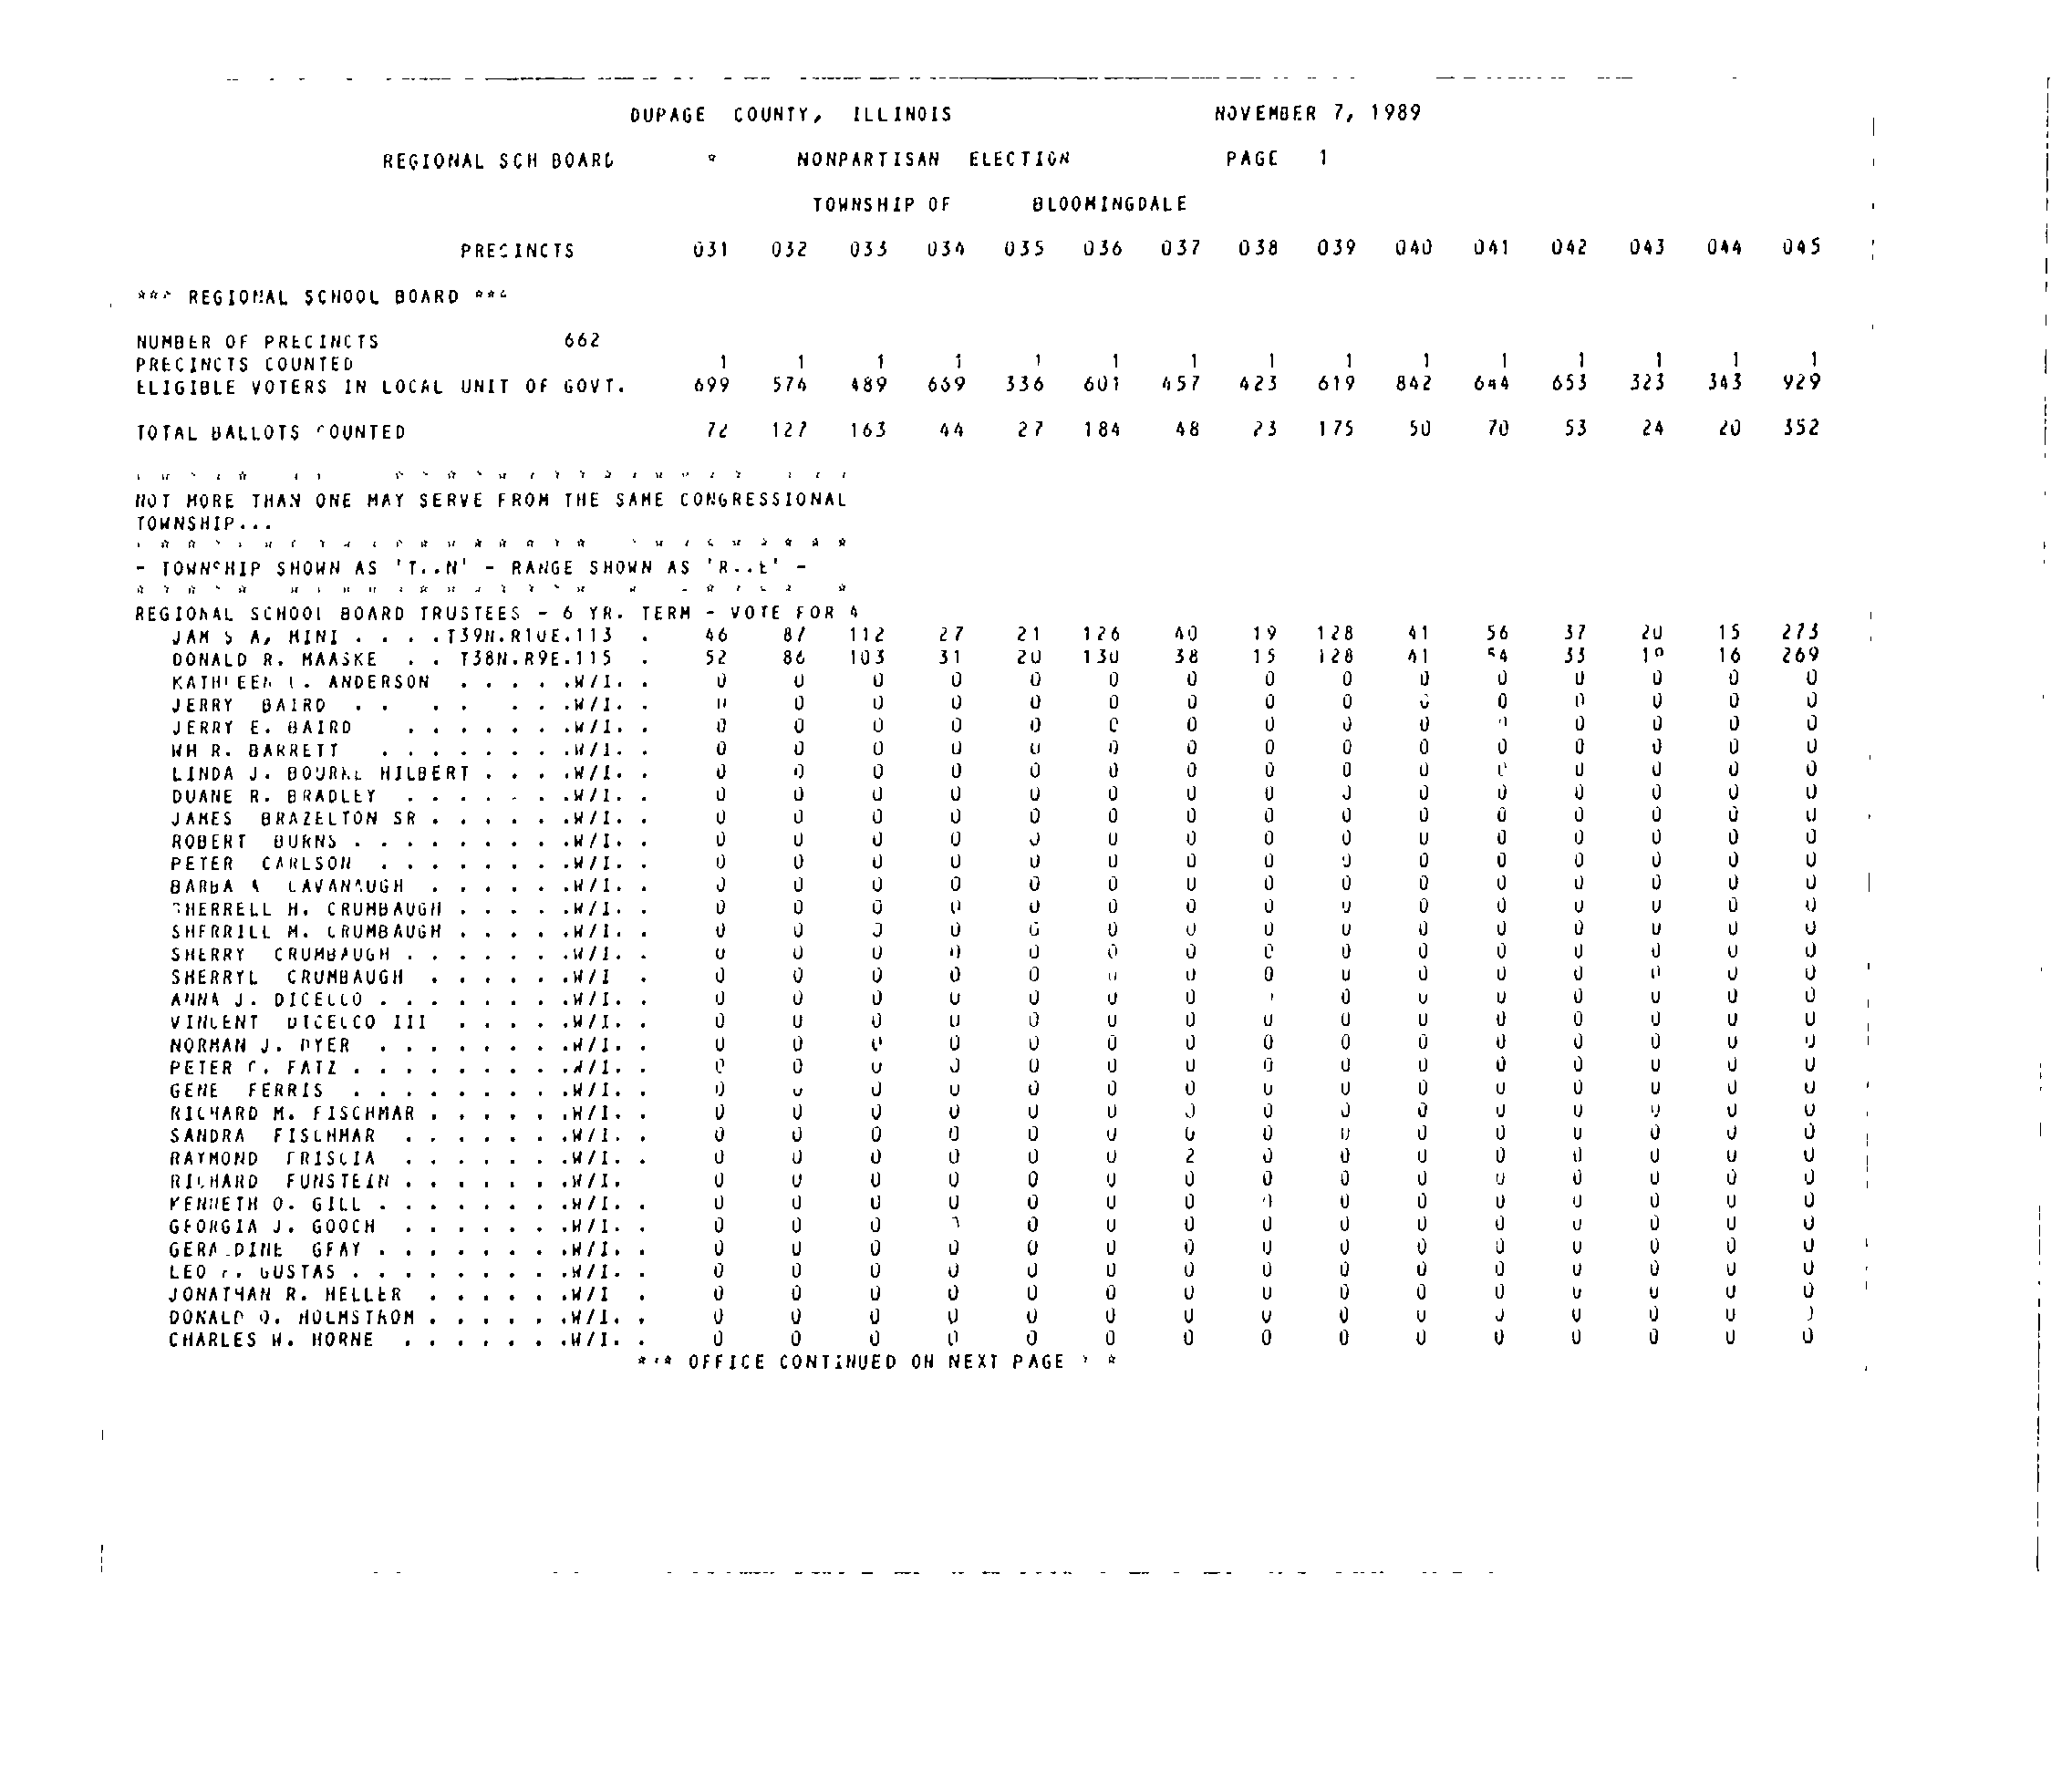 DUPAGE COUNTY, ILLINOIS NOVEMBER 7, 1989
REGIONAL SCH BOARD * NONPARTISAN ELECTION PAGE 1
TOWNSHIP OF BLOOMINGDALE
PRECINCTS 031 032 033 034 035 036 037 038 039 040 041 042 043 044 045
*** REGIONAL SCHOOL BOARD ***
NUMBER OF PRECINCTS 662
PRECINCTS COUNTED 1 1 1 1 1 1 1 1 1 1 1 1 1 1 1
ELIGIBLE VOTERS IN LOCAL UNIT OF GOVT. 699 574 489 669 336 601 457 423 619 842 644 653 323 343 929
TOTAL BALLOTS COUNTED 72 127 163 44 27 184 48 23 175 50 70 53 24 20 352
NOT MORE THAN ONE MAY SERVE FROM THE SAME CONGRESSIONAL
TOWNSHIP...
- TOWNSHIP SHOWN AS 'T..N' - RANGE SHOWN AS 'R..E' -
REGIONAL SCHOOL BOARD TRUSTEES - 6 YR. TERM - VOTE FOR 4
JAM S A, MINI . . . .T39N.R10E.113 . 46 87 112 27 21 126 40 19 128 41 56 37 20 15 273
DONALD R. MAASKE . . T38N.R9E.115 . 52 86 103 31 20 130 38 15 128 41 54 33 19 16 269
KATHLEEN L. ANDERSON . . . . .W/I. . 0 0 0 0 0 0 0 0 0 0 0 0 0 0 0
JERRY BAIRD . . . . . . .W/I. . 0 0 0 0 0 0 0 0 0 0 0 0 0 0 0
JERRY E. BAIRD . . . . . . .W/I. . 0 0 0 0 0 0 0 0 0 0 0 0 0 0 0
WM R. BARRETT . . . . . . . .W/I. . 0 0 0 0 0 0 0 0 0 0 0 0 0 0 0
LINDA J. BOURKE HILBERT . . . .W/I. . 0 0 0 0 0 0 0 0 0 0 0 0 0 0 0
DUANE R. BRADLEY . . . . . . .W/I. . 0 0 0 0 0 0 0 0 0 0 0 0 0 0 0
JAMES BRAZELTON SR . . . . . .W/I. . 0 0 0 0 0 0 0 0 0 0 0 0 0 0 0
ROBERT BURNS . . . . . . . . .W/I. . 0 0 0 0 0 0 0 0 0 0 0 0 0 0 0
PETER CARLSON . . . . . . . .W/I. . 0 0 0 0 0 0 0 0 0 0 0 0 0 0 0
BARBA A CAVANAUGH . . . . . .W/I. . 0 0 0 0 0 0 0 0 0 0 0 0 0 0 0
SHERRELL M. CRUMBAUGH . . . . .W/I. . 0 0 0 0 0 0 0 0 0 0 0 0 0 0 0
SHERRILL M. CRUMBAUGH . . . . .W/I. . 0 0 0 0 0 0 0 0 0 0 0 0 0 0 0
SHERRY CRUMBAUGH . . . . . . .W/I. . 0 0 0 0 0 0 0 0 0 0 0 0 0 0 0
SHERRYL CRUMBAUGH . . . . . .W/I . 0 0 0 0 0 0 0 0 0 0 0 0 0 0 0
ANNA J. DICELLO . . . . . . . .W/I. . 0 0 0 0 0 0 0 0 0 0 0 0 0 0
VINCENT DICELCO III . . . . .W/I. . 0 0 0 0 0 0 0 0 0 0 0 0 0 0 0
NORMAN J. DYER . . . . . . . .W/I. . 0 0 0 0 0 0 0 0 0 0 0 0 0 0 0
PETER C. FATZ . . . . . . . . .W/I. . 0 0 0 0 0 0 0 0 0 0 0 0 0 0 0
GENE FERRIS . . . . . . . . .W/I. . 0 0 0 0 0 0 0 0 0 0 0 0 0 0 0
RICHARD M. FISCHMAR . . . . . .W/I. . 0 0 0 0 0 0 0 0 0 0 0 0 0 0 0
SANDRA FISCHMAR . . . . . . .W/I. . 0 0 0 0 0 0 0 0 0 0 0 0 0 0 0
RAYMOND FRISCIA . . . . . . .W/I. . 0 0 0 0 0 0 2 0 0 0 0 0 0 0 0
RICHARD FUNSTEIN . . . . . . .W/I. 0 0 0 0 0 0 0 0 0 0 0 0 0 0 0
KENNETH O. GILL . . . . . . . .W/I. . 0 0 0 0 0 0 0 0 0 0 0 0 0 0 0
GEORGIA J. GOOCH . . . . . . .W/I. . 0 0 0 0 0 0 0 0 0 0 0 0 0 0
GERALDINE GRAY . . . . . . . .W/I. . 0 0 0 0 0 0 0 0 0 0 0 0 0 0 0
LEO GUSTAS . . . . . . . . .W/I. . 0 0 0 0 0 0 0 0 0 0 0 0 0 0 0
JONATHAN R. HELLER . . . . . .W/I . 0 0 0 0 0 0 0 0 0 0 0 0 0 0 0
DONALD O. HOLMSTROM . . . . . .W/I. . 0 0 0 0 0 0 0 0 0 0 0 0 0 0 0
CHARLES W. HORNE . . . . . . .W/I. . 0 0 0 0 0 0 0 0 0 0 0 0 0 0 0
*** OFFICE CONTINUED ON NEXT PAGE * *